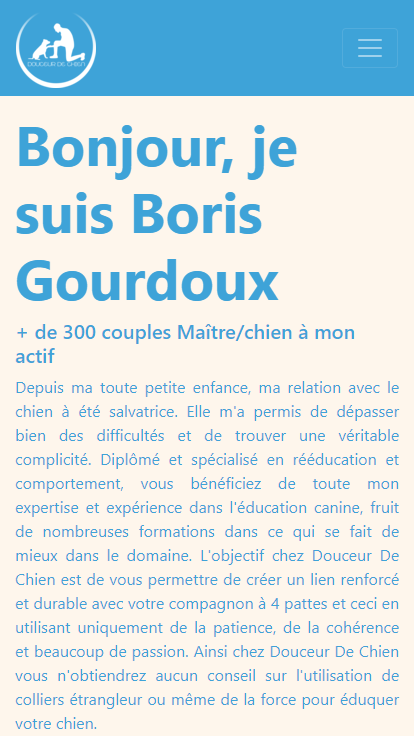 DOUCEUR DE CHIEN
Bonjour, je
suis Boris
Gourdoux
+ de 300 couples Maître/chien à mon
actif
Depuis ma toute petite enfance, ma relation avec le
chien à été salvatrice. Elle m'a permis de dépasser
bien des difficultés et de trouver une véritable
complicité. Diplômé et spécialisé en rééducation et
comportement, vous bénéficiez de toute mon
expertise et expérience dans l'éducation canine, fruit
de nombreuses formations dans ce qui se fait de
mieux dans le domaine. L'objectif chez Douceur De
Chien est de vous permettre de créer un lien renforcé
et durable avec votre compagnon à 4 pattes et ceci en
utilisant uniquement de la patience, de la cohérence
et beaucoup de passion. Ainsi chez Douceur De Chien
vous n'obtiendrez aucun conseil sur l'utilisation de
colliers étrangleur ou même de la force pour éduquer
votre chien.